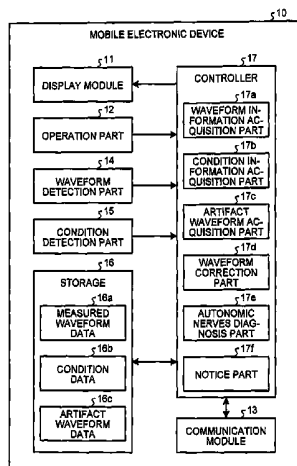 10
MOBILE ELECTRONIC DEVICE
11
DISPLAY MODULE
12
OPERATION PART
14
WAVEFORM
DETECTION PART
15
CONDITION
DETECTION PART
16
STORAGE
16a
MEASURED
WAVEFORM DATA
16b
CONDITION
DATA
16c
ARTIFACT
WAVEFORM DATA
17
CONTROLLER
17a
WAVEFORM IN-
FORMATION AC-
QUISITION PART
17b
CONDITION IN-
FORMATION AC-
QUISITION PART
17c
ARTIFACT
WAVEFORM AC-
QUISITION PART
17d
WAVEFORM
CORRECTION
PART
17e
AUTONOMIC
NERVES DIAG-
NOSIS PART
17f
NOTICE PART
COMMUNICATION
MODULE
13